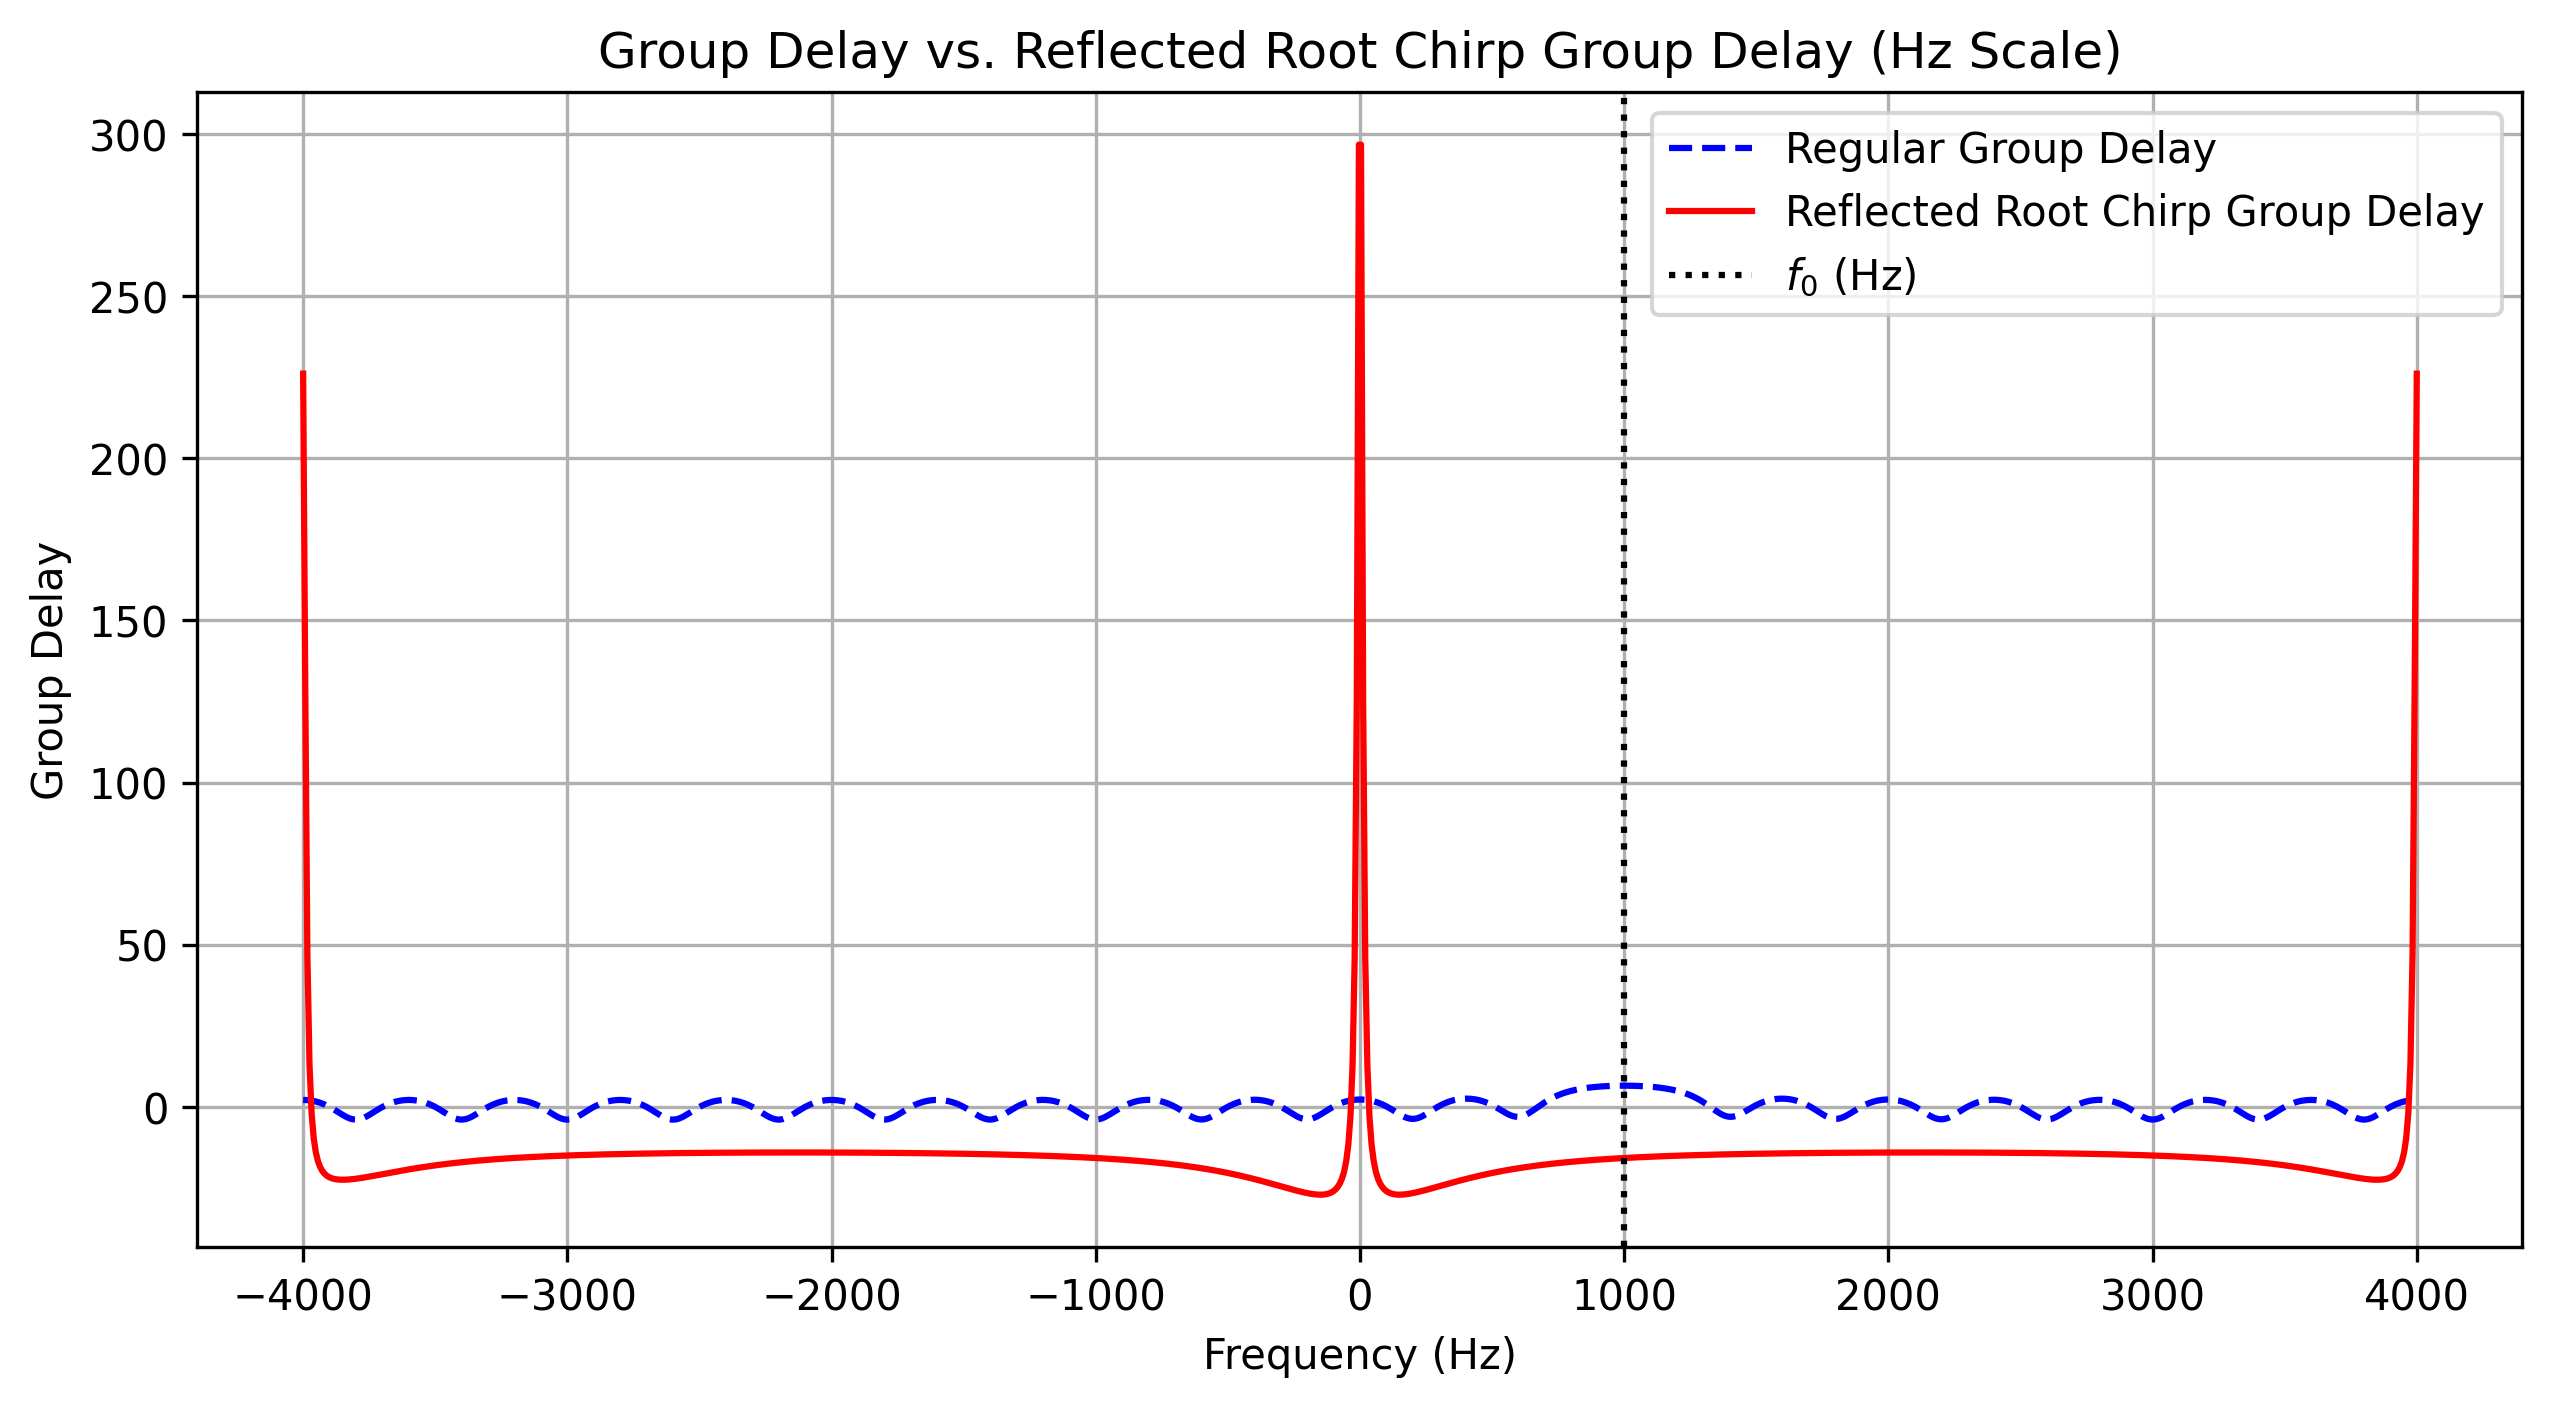 Group Delay vs. Reflected Root Chirp Group Delay (Hz Scale)
300
250
200
150
100
50
0
Group Delay
Regular Group Delay
Reflected Root Chirp Group Delay
f₀ (Hz)
−4000 −3000 −2000 −1000 0 1000 2000 3000 4000
Frequency (Hz)